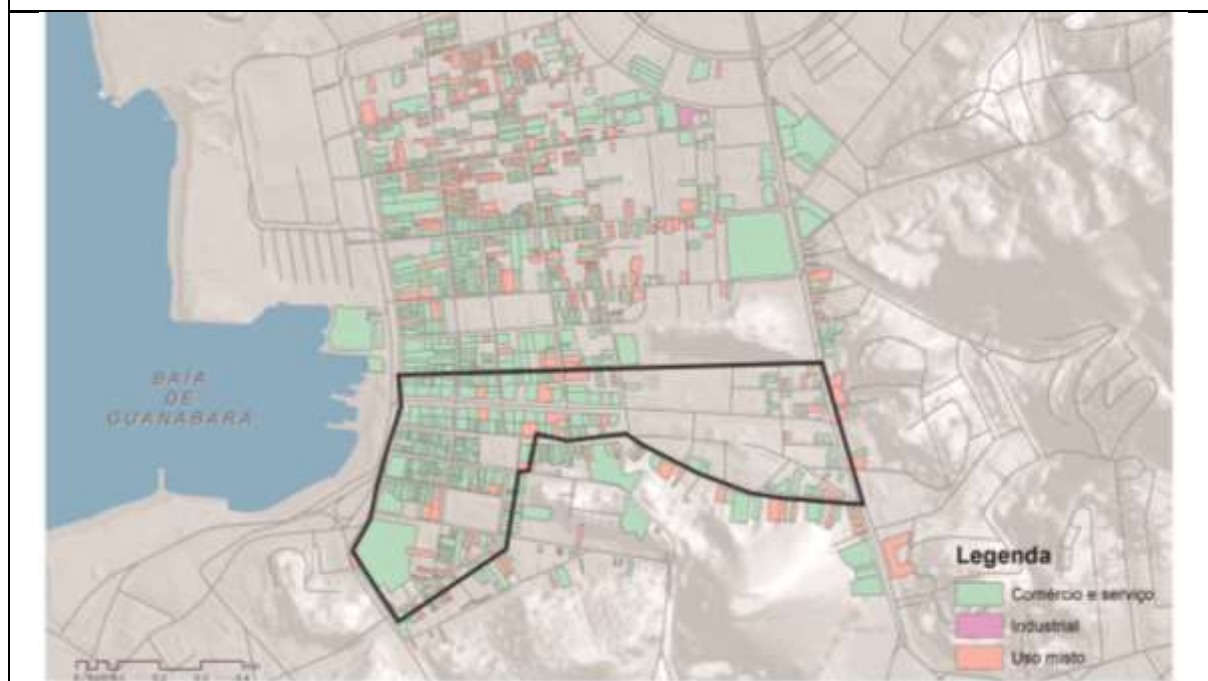 BAÍA
DE
GUANABARA
Legenda
Comércio e serviço
Industrial
Uso misto